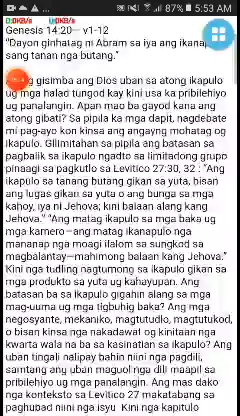 0KB/s 0KB/s 87% 5:53 AM
Genesis 14:20— v1-12
"Dayon ginhatag ni Abram sa iya ang ikanap
sang tanan nga butang."
g gisimba ang Dios uban sa atong ikapulo
ug mga halad tungod kay kini usa ka pribilehiyo
ug panalangin. Apan mao ba gayod kana ang
atong gibati? Sa pipila ka mga dapit, nagdebate
mi pag-ayo kon kinsa ang angayng mohatag og
ikapulo. Gilimitahan sa pipila ang batasan sa
pagbalik sa ikapulo ngadto sa limitadong grupo
pinaagi sa pagkutlo sa Levitico 27:30, 32 : "Ang
ikapulo sa tanang butang gikan sa yuta, bisan
ang lugas gikan sa yuta o ang bunga sa mga
kahoy, iya ni Jehova; kini balaan alang kang
Jehova." "Ang matag ikapulo sa mga baka ug
mga karnero—ang matag ikanapulo nga
mananap nga moagi ilalom sa sungkod sa
magbalantay—mahimong balaan kang Jehova."
Kini nga tudling nagtumong sa ikapulo gikan sa
mga produkto sa yuta ug kahayupan. Ang
batasan ba sa ikapulo gigahin alang sa mga
mag-uuma ug mga tigbuhig baka? Ang mga
negosyante, mekaniko, magtutudlo, magtutukod,
o bisan kinsa nga nakadawat og kinitaan nga
kwarta wala na ba sa kasinatian sa ikapulo? Ang
uban tingali nalipay bahin niini nga pagdili,
samtang ang uban maguol nga dili maapil sa
pribilehiyo ug mga panalangin. Ang mas dako
nga konteksto sa Levitico 27 makatabang sa
paghubad niini nga isyu Kini nga kapitulo